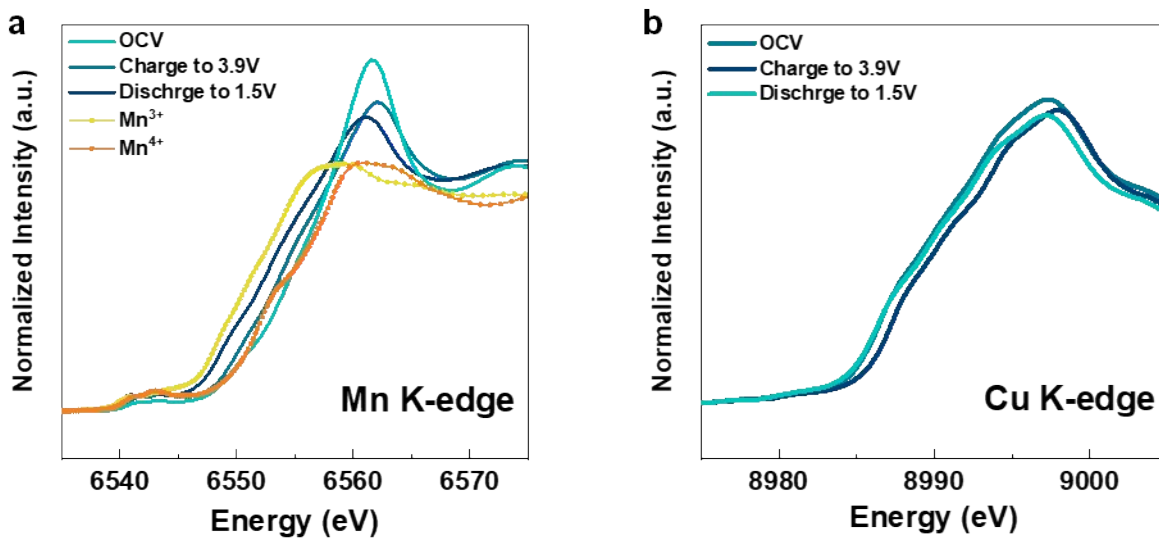 a
OCV
Charge to 3.9V
Dischrge to 1.5V
Mn3+
Mn4+
Normalized Intensity (a.u.)
Mn K-edge
6540 6550 6560 6570
Energy (eV)
b
OCV
Charge to 3.9V
Dischrge to 1.5V
Normalized Intensity (a.u.)
Cu K-edge
8980 8990 9000
Energy (eV)